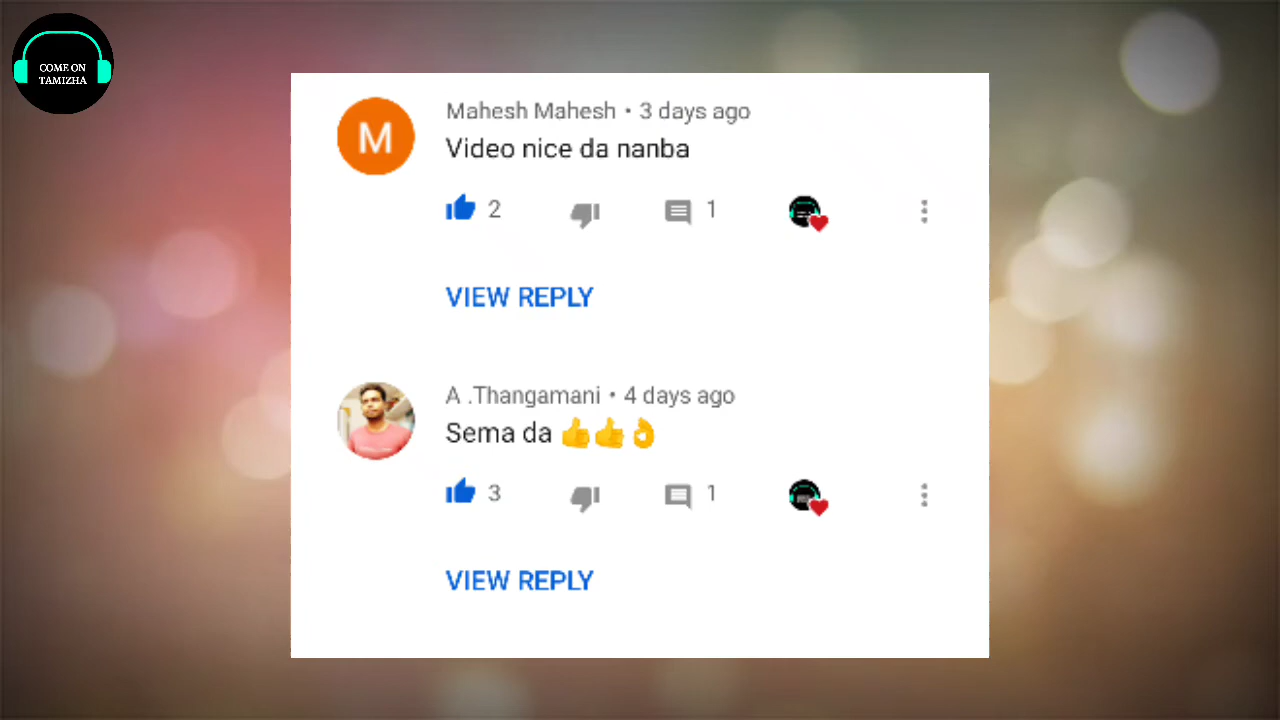 COME ON
TAMIZHA
M
Mahesh Mahesh • 3 days ago
Video nice da nanba
2
1
VIEW REPLY
A .Thangamani • 4 days ago
Sema da 👍👍👌
3
1
VIEW REPLY